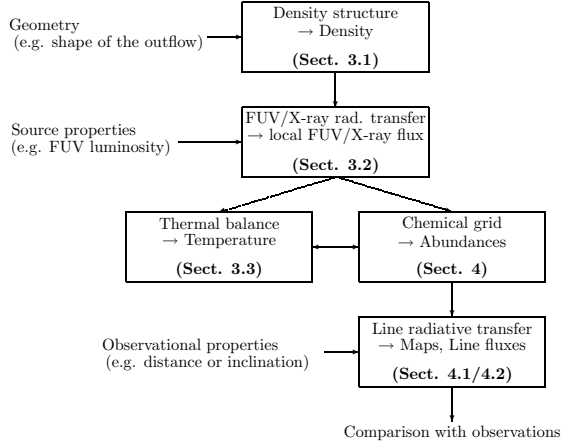 Geometry
(e.g. shape of the outflow)
Density structure
→ Density
(Sect. 3.1)
Source properties
(e.g. FUV luminosity)
FUV/X-ray rad. transfer
→ local FUV/X-ray flux
(Sect. 3.2)
Thermal balance
→ Temperature
(Sect. 3.3)
Chemical grid
→ Abundances
(Sect. 4)
Observational properties
(e.g. distance or inclination)
Line radiative transfer
→ Maps, Line fluxes
(Sect. 4.1/4.2)
Comparison with observations